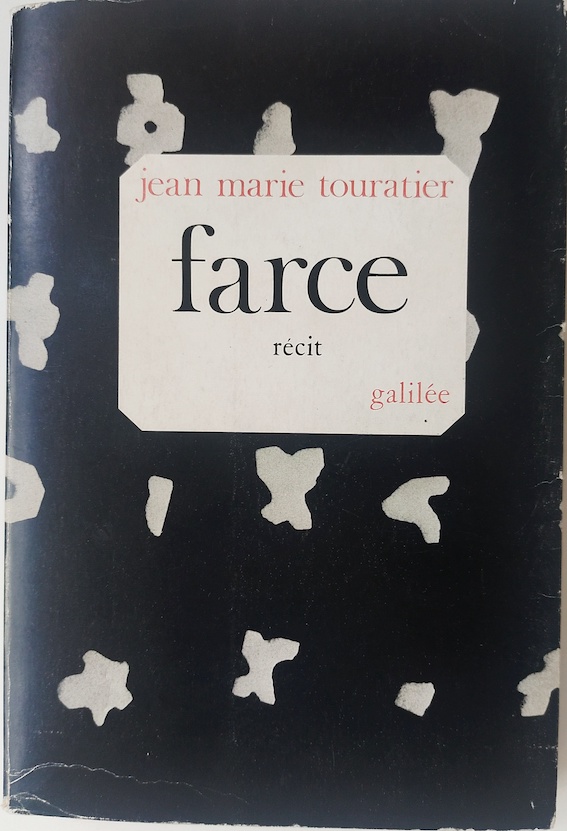 jean marie touratier
farce
récit
galilée